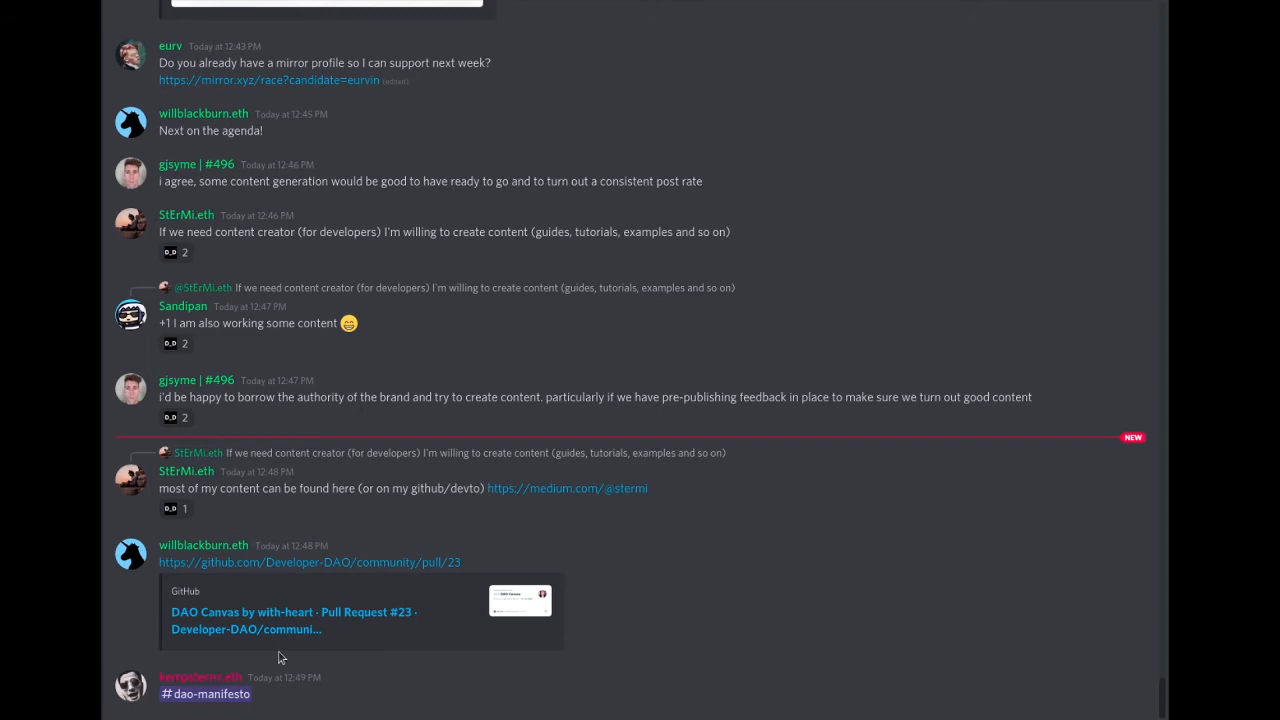 eurv Today at 12:43 PM
Do you already have a mirror profile so I can support next week?
https://mirror.xyz/race?candidate=eurvin (edited)
willblackburn.eth Today at 12:45 PM
Next on the agenda!
gjsyme | #496 Today at 12:46 PM
i agree, some content generation would be good to have ready to go and to turn out a consistent post rate
StErMi.eth Today at 12:46 PM
If we need content creator (for developers) I'm willing to create content (guides, tutorials, examples and so on)
D_D 2
@StErMi.eth If we need content creator (for developers) I'm willing to create content (guides, tutorials, examples and so on)
Sandipan Today at 12:47 PM
+1 I am also working some content 😁
D_D 2
gjsyme | #496 Today at 12:47 PM
i'd be happy to borrow the authority of the brand and try to create content. particularly if we have pre-publishing feedback in place to make sure we turn out good content
D_D 2
NEW
StErMi.eth If we need content creator (for developers) I'm willing to create content (guides, tutorials, examples and so on)
StErMi.eth Today at 12:48 PM
most of my content can be found here (or on my github/devto) https://medium.com/@stermi
D_D 1
willblackburn.eth Today at 12:48 PM
https://github.com/Developer-DAO/community/pull/23
GitHub
DAO Canvas by with-heart · Pull Request #23 ·
Developer-DAO/communi...
Today at 12:49 PM
#dao-manifesto